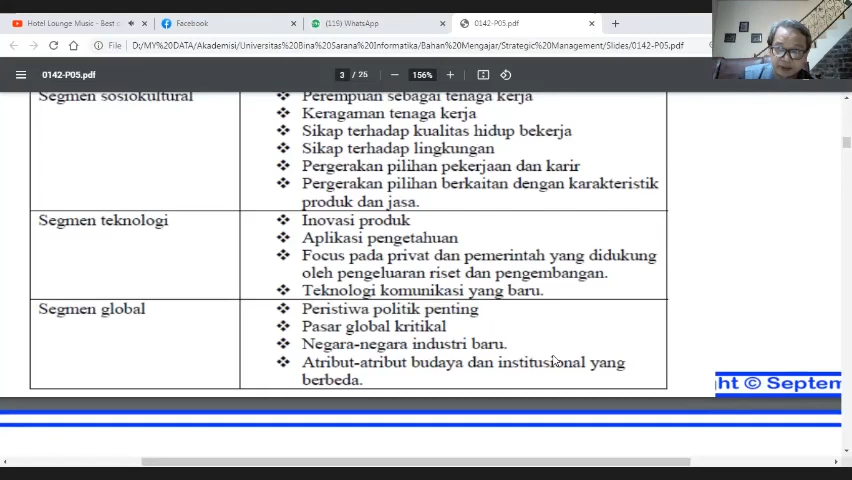 Hotel Lounge Music - Best o
Facebook
(119) WhatsApp
0142-P05.pdf
File
D:/MY%20DATA/Akademisi/Universitas%20Bina%20Sarana%20Informatika/Bahan%20Mengajar/Strategic%20Management/Slides/0142-P05.pdf
0142-P05.pdf
3 / 25
156%
Segmen sosiokultural
❖ Perempuan sebagai tenaga kerja
❖ Keragaman tenaga kerja
❖ Sikap terhadap kualitas hidup bekerja
❖ Sikap terhadap lingkungan
❖ Pergerakan pilihan pekerjaan dan karir
❖ Pergerakan pilihan berkaitan dengan karakteristik
produk dan jasa.
Segmen teknologi
❖ Inovasi produk
❖ Aplikasi pengetahuan
❖ Focus pada privat dan pemerintah yang didukung
oleh pengeluaran riset dan pengembangan.
❖ Teknologi komunikasi yang baru.
Segmen global
❖ Peristiwa politik penting
❖ Pasar global kritikal
❖ Negara-negara industri baru.
❖ Atribut-atribut budaya dan institusional yang
berbeda.
ht © Septem